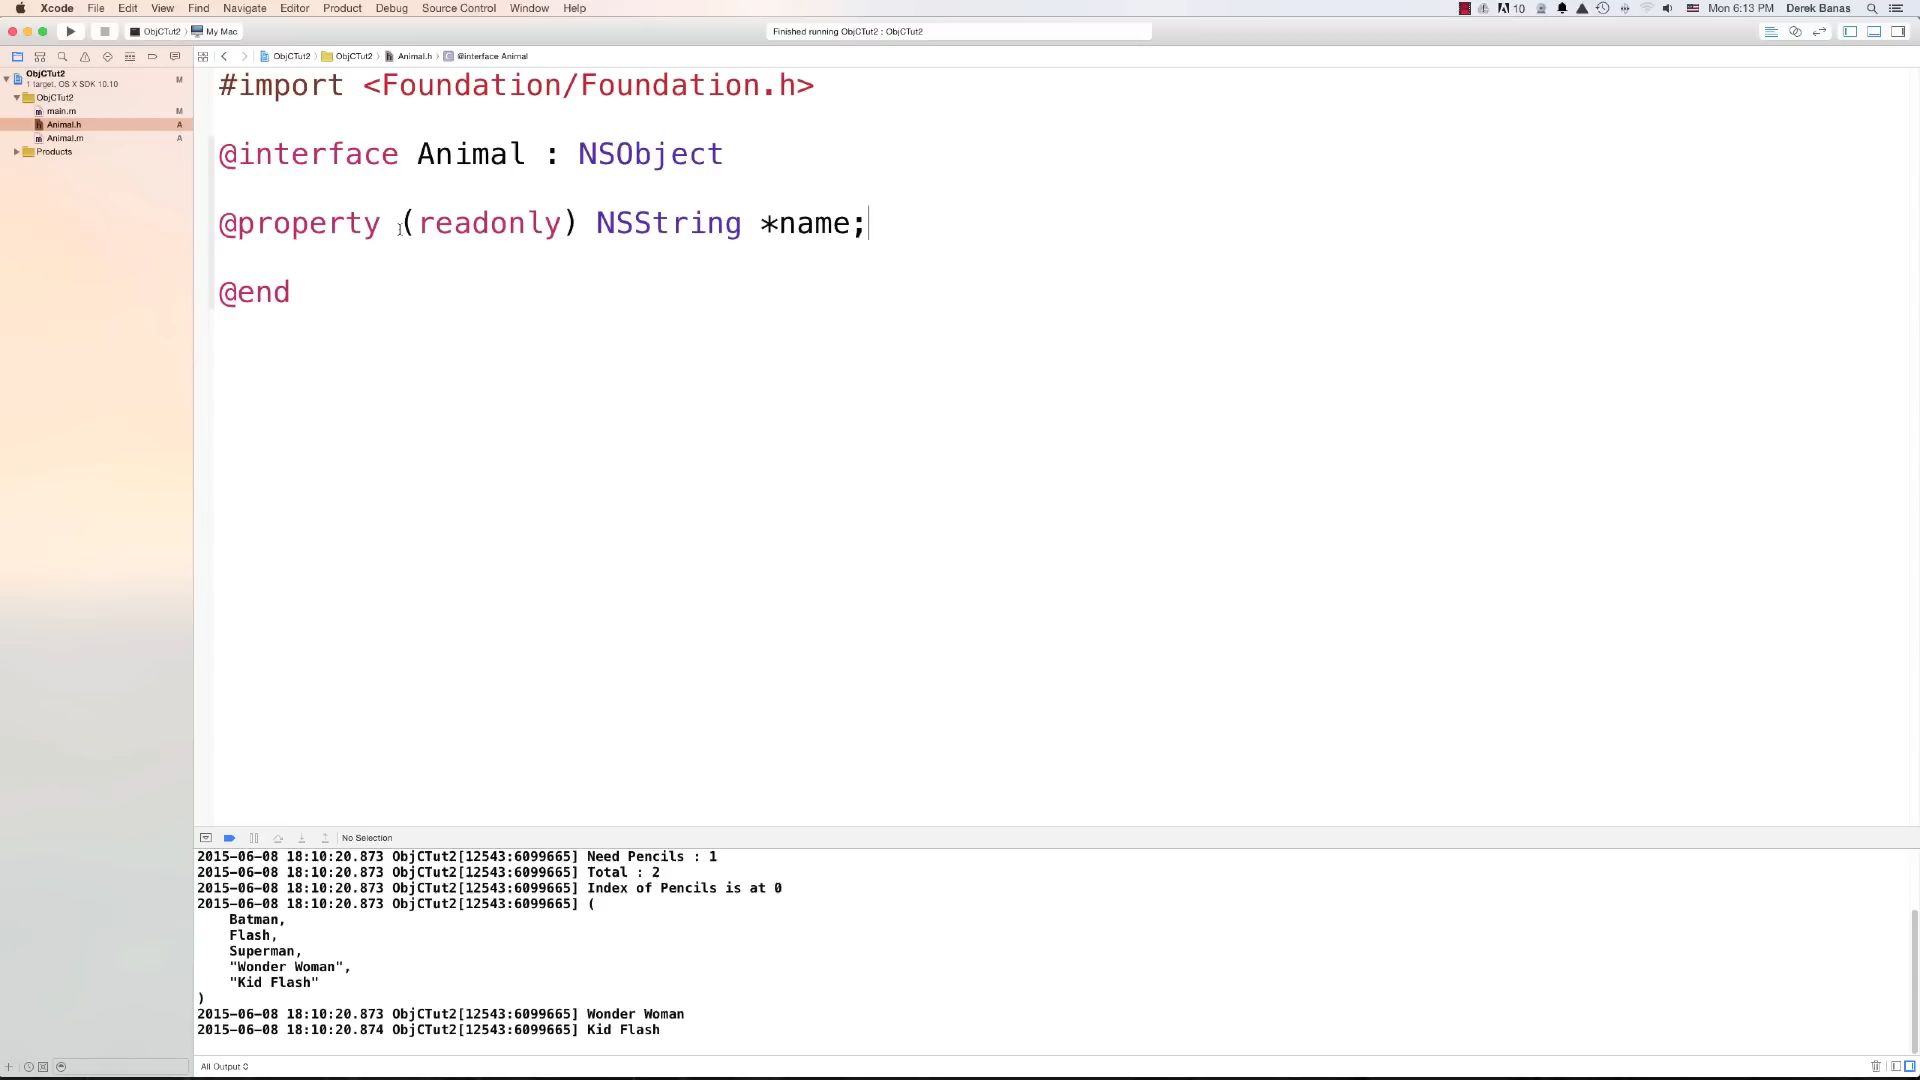 Xcode File Edit View Find Navigate Editor Product Debug Source Control Window Help 10 Mon 6:13 PM Derek Banas
ObjCTut2 My Mac Finished running ObjCTut2 : ObjCTut2
ObjCTut2 ObjCTut2 Animal.h @interface Animal
ObjCTut2 M
1 target, OS X SDK 10.10
ObjCTut2
main.m M
Animal.h A
Animal.m A
Products
#import <Foundation/Foundation.h>
@interface Animal : NSObject
@property (readonly) NSString *name;
@end
No Selection
2015-06-08 18:10:20.873 ObjCTut2[12543:6099665] Need Pencils : 1
2015-06-08 18:10:20.873 ObjCTut2[12543:6099665] Total : 2
2015-06-08 18:10:20.873 ObjCTut2[12543:6099665] Index of Pencils is at 0
2015-06-08 18:10:20.873 ObjCTut2[12543:6099665] (
Batman,
Flash,
Superman,
"Wonder Woman",
"Kid Flash"
)
2015-06-08 18:10:20.873 ObjCTut2[12543:6099665] Wonder Woman
2015-06-08 18:10:20.874 ObjCTut2[12543:6099665] Kid Flash
All Output